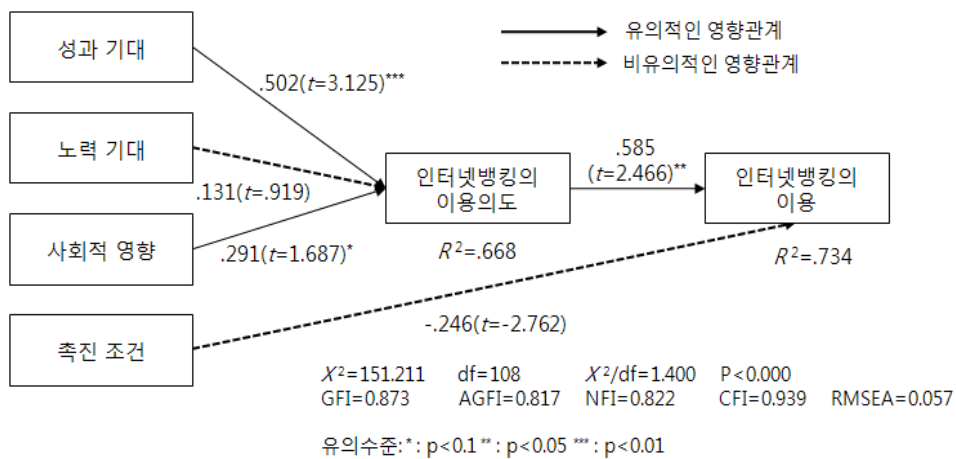 성과 기대
유의적인 영향관계
비유의적인 영향관계
.502(t=3.125)***
노력 기대
.131(t=.919)
사회적 영향
.291(t=1.687)*
인터넷뱅킹의
이용의도
R²=.668
.585
(t=2.466)**
인터넷뱅킹의
이용
R²=.734
촉진 조건
-.246(t=-2.762)
X²=151.211 df=108 X²/df=1.400 P<0.000
GFI=0.873 AGFI=0.817 NFI=0.822 CFI=0.939 RMSEA=0.057
유의수준:* : p<0.1 ** : p<0.05 *** : p<0.01